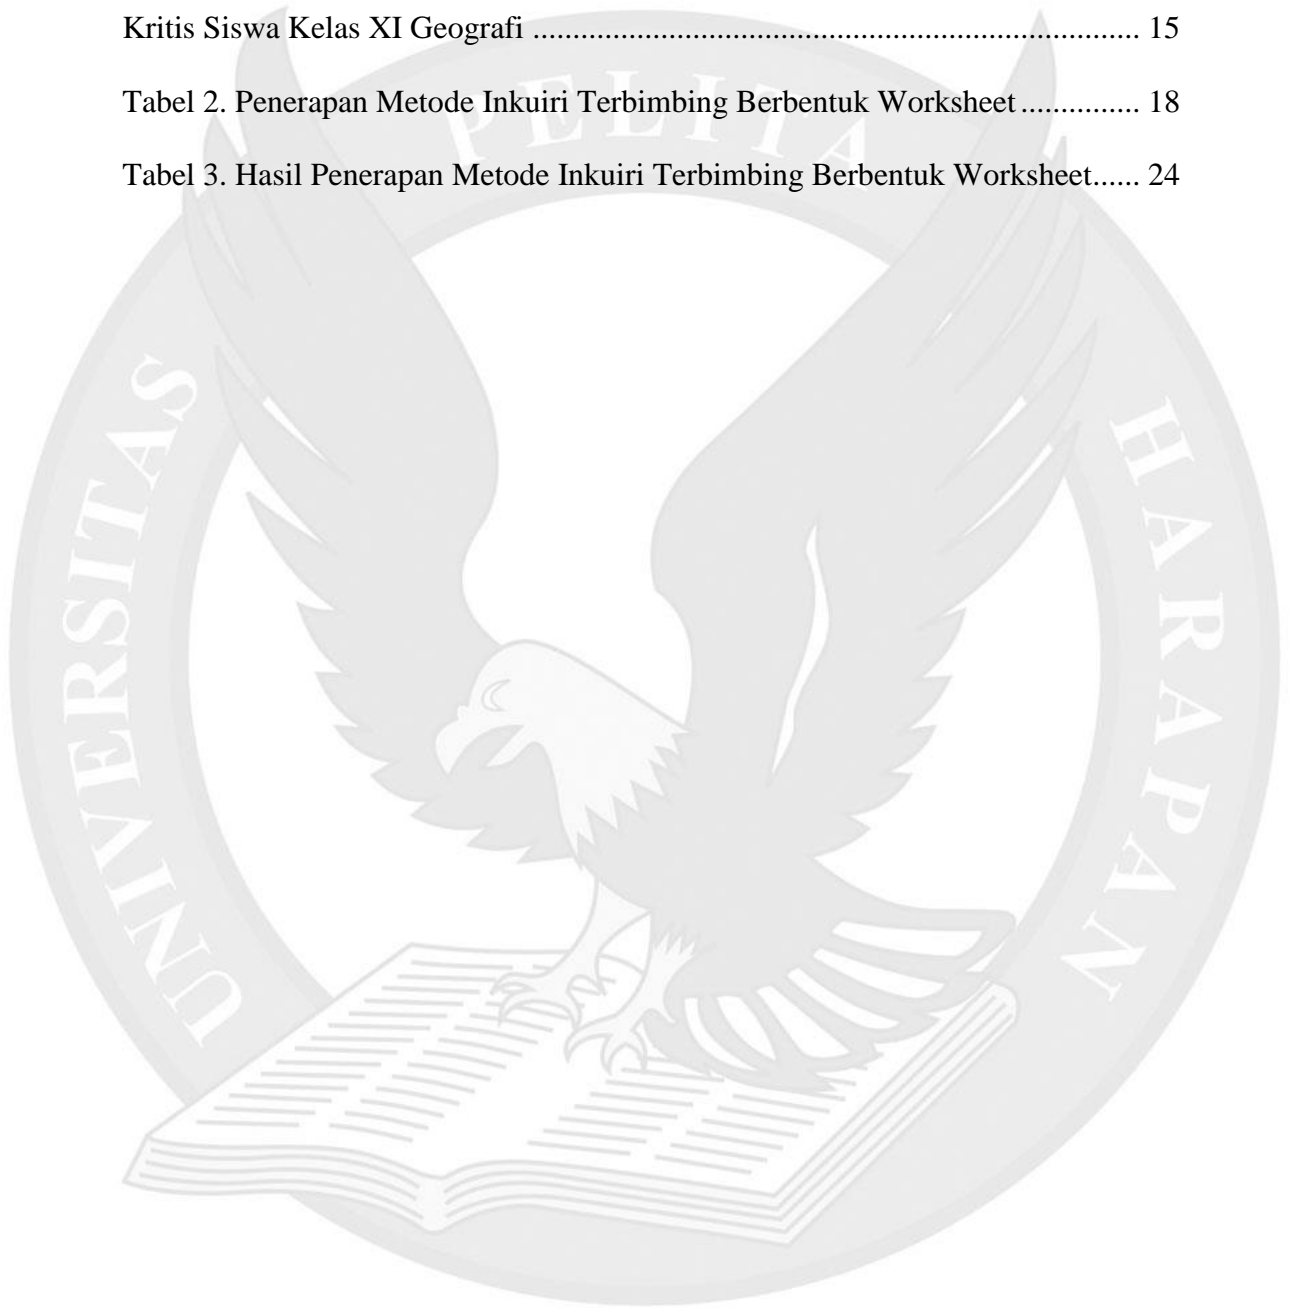 Kritis Siswa Kelas XI Geografi ............................................................................. 15
Tabel 2. Penerapan Metode Inkuiri Terbimbing Berbentuk Worksheet ............... 18
Tabel 3. Hasil Penerapan Metode Inkuiri Terbimbing Berbentuk Worksheet...... 24
UNIVERSITAS PELITA HARAPAN